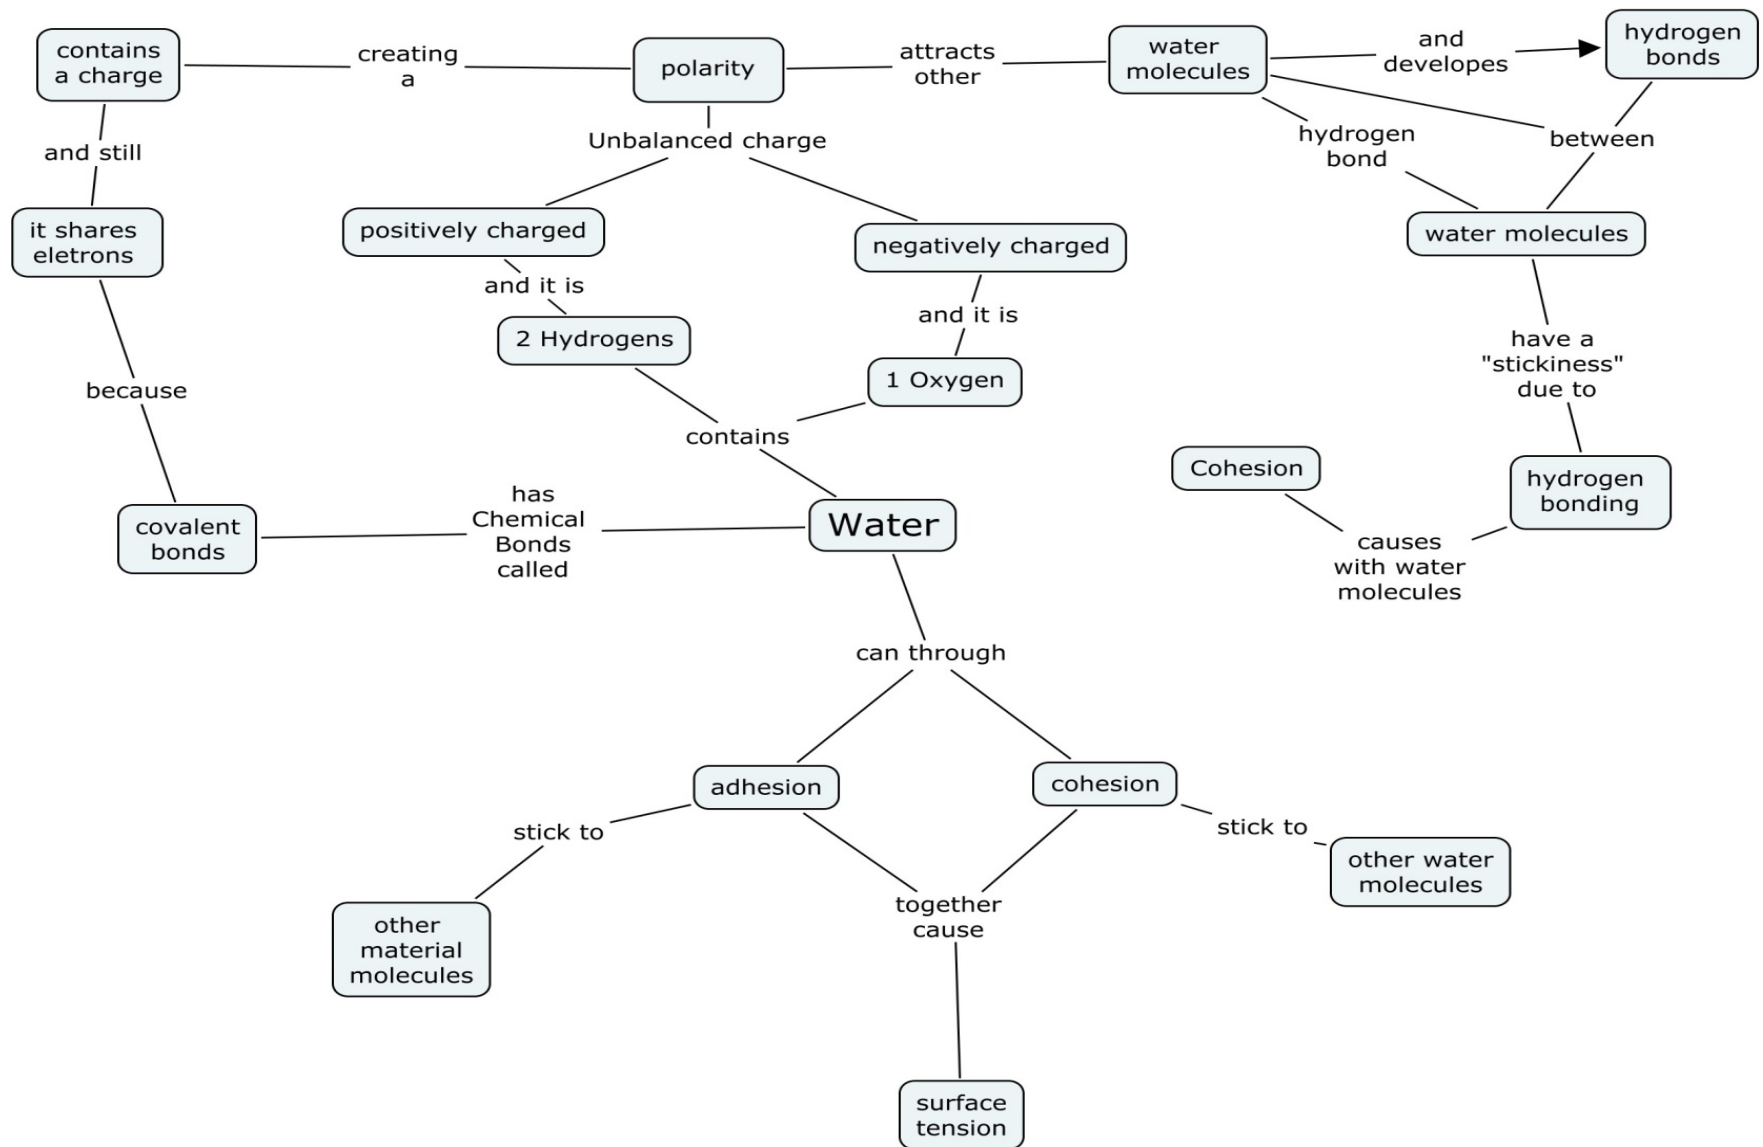 contains
a charge
creating
a
polarity
attracts
other
water
molecules
and
developes
hydrogen
bonds
and still
Unbalanced charge
hydrogen
bond
between
it shares
eletrons
positively charged
negatively charged
water molecules
and it is
2 Hydrogens
and it is
1 Oxygen
have a
"stickiness"
due to
because
contains
Cohesion
hydrogen
bonding
covalent
bonds
has
Chemical
Bonds
called
Water
causes
with water
molecules
can through
adhesion
cohesion
stick to
stick to
other
material
molecules
together
cause
other water
molecules
surface
tension